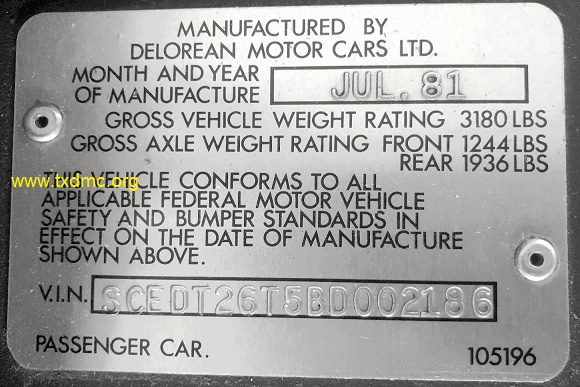 MANUFACTURED BY
DELOREAN MOTOR CARS LTD.
MONTH AND YEAR
OF MANUFACTURE JUL. 81
GROSS VEHICLE WEIGHT RATING 3180 LBS
GROSS AXLE WEIGHT RATING FRONT 1244 LBS
REAR 1936 LBS
www.txdmc.org
THIS VEHICLE CONFORMS TO ALL
APPLICABLE FEDERAL MOTOR VEHICLE
SAFETY AND BUMPER STANDARDS IN
EFFECT ON THE DATE OF MANUFACTURE
SHOWN ABOVE.
V.I.N. SCEDT26T5BD002186
PASSENGER CAR. 105196